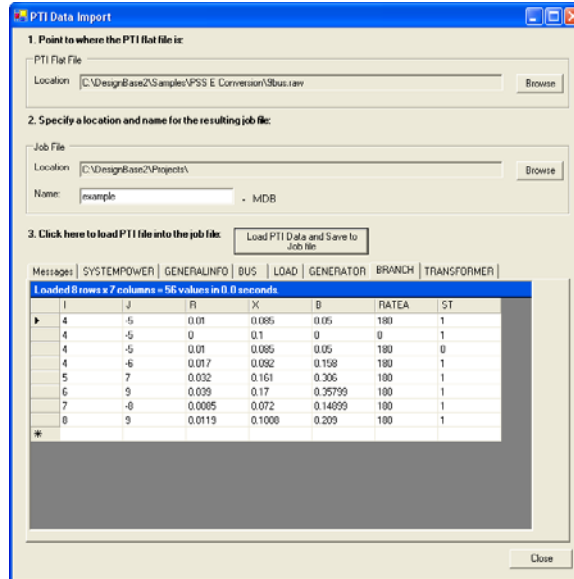 PTI Data Import
1. Point to where the PTI flat file is:
PTI Flat File
Location C:\DesignBase2\Samples\PSS E Conversion\9bus.raw Browse
2. Specify a location and name for the resulting job file:
Job File
Location C:\DesignBase2\Projects\ Browse
Name: example . MDB
3. Click here to load PTI file into the job file: Load PTI Data and Save to Job file
Messages SYSTEMPOWER GENERALINFO BUS LOAD GENERATOR BRANCH TRANSFORMER
Loaded 8 rows x 7 columns = 56 values in 0.0 seconds.
I J R X B RATEA ST
4 -5 0.01 0.085 0.05 180 1
4 -5 0 0.1 0 0 1
4 -5 0.01 0.085 0.05 180 0
4 -6 0.017 0.092 0.158 180 1
5 7 0.032 0.161 0.306 180 1
6 9 0.039 0.17 0.35799 180 1
7 -8 0.0085 0.072 0.14899 180 1
8 9 0.0119 0.1008 0.209 180 1
Close